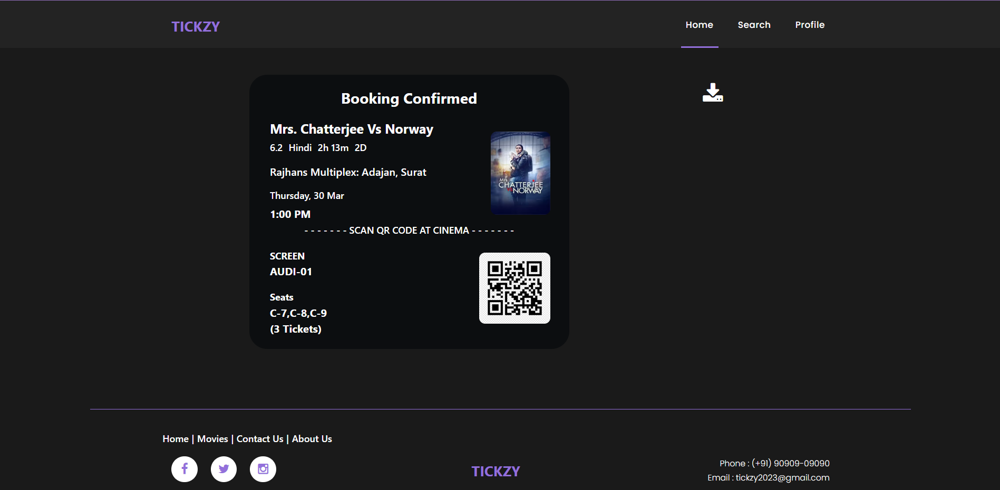 TICKZY
Home Search Profile
Booking Confirmed
Mrs. Chatterjee Vs Norway
6.2 Hindi 2h 13m 2D
Rajhans Multiplex: Adajan, Surat
Thursday, 30 Mar
1:00 PM
Mrs.
CHATTERJEE
Vs NORWAY
- - - - - - - SCAN QR CODE AT CINEMA - - - - - - -
SCREEN
AUDI-01
Seats
C-7,C-8,C-9
(3 Tickets)
Home | Movies | Contact Us | About Us
TICKZY
Phone : (+91) 90909-09090
Email : tickzy2023@gmail.com